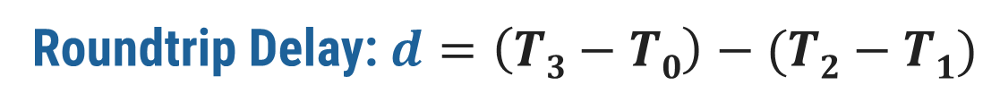 Roundtrip Delay: d = (T₃ − T₀) − (T₂ − T₁)